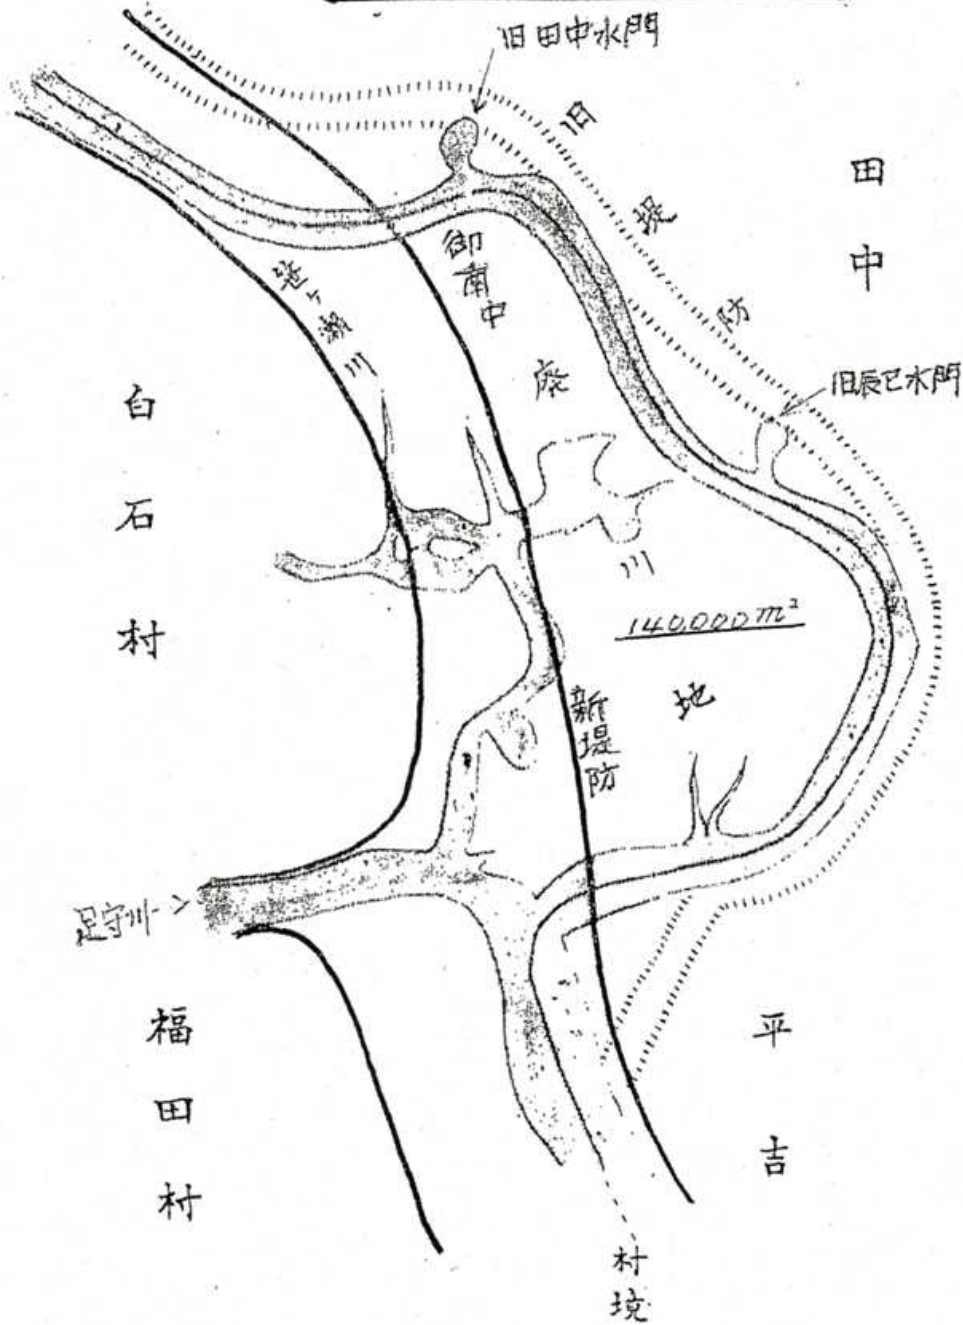 旧田中水門
旧堤防
田中
御南中
笹ヶ瀬川
廃川地
旧辰巳水門
白石村
140,000m²
新堤防
足守川->
福田村
平吉
村境